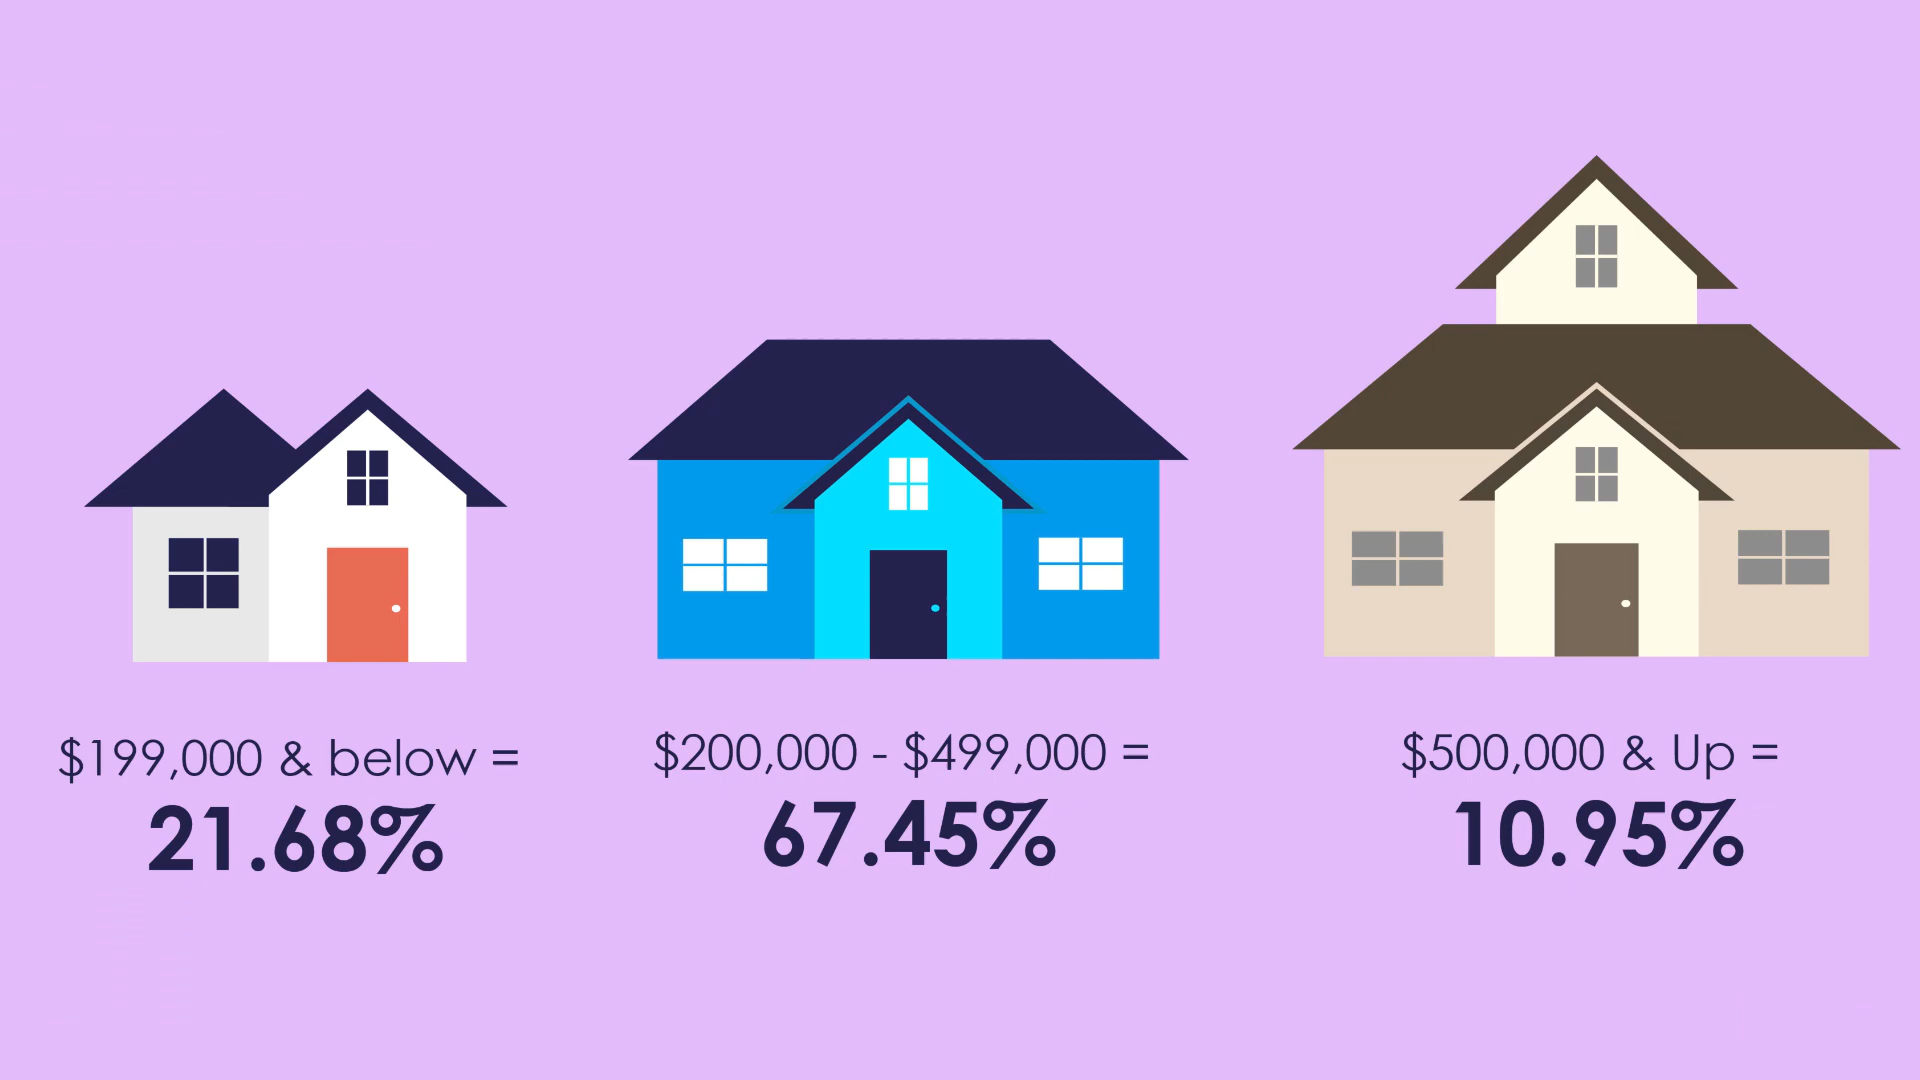 $199,000 & below =
21.68%
$200,000 - $499,000 =
67.45%
$500,000 & Up =
10.95%